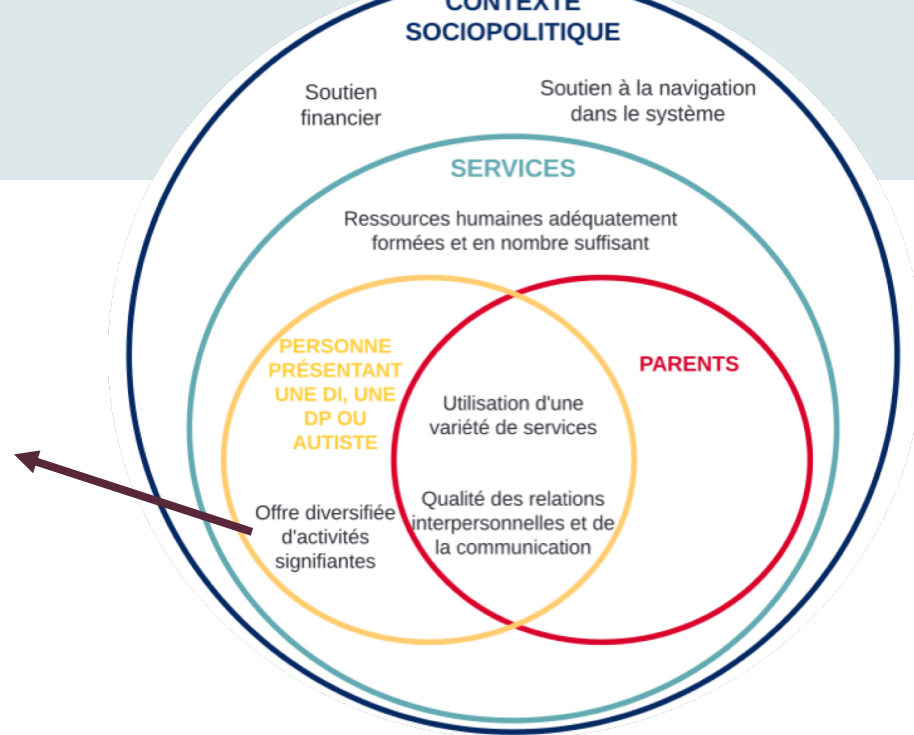 CONTEXTE
SOCIOPOLITIQUE
Soutien
financier
Soutien à la navigation
dans le système
SERVICES
Ressources humaines adéquatement
formées et en nombre suffisant
PERSONNE
PRÉSENTANT
UNE DI, UNE
DP OU
AUTISTE
PARENTS
Utilisation d'une
variété de services
Offre diversifiée
d'activités
signifiantes
Qualité des relations
interpersonnelles et de
la communication